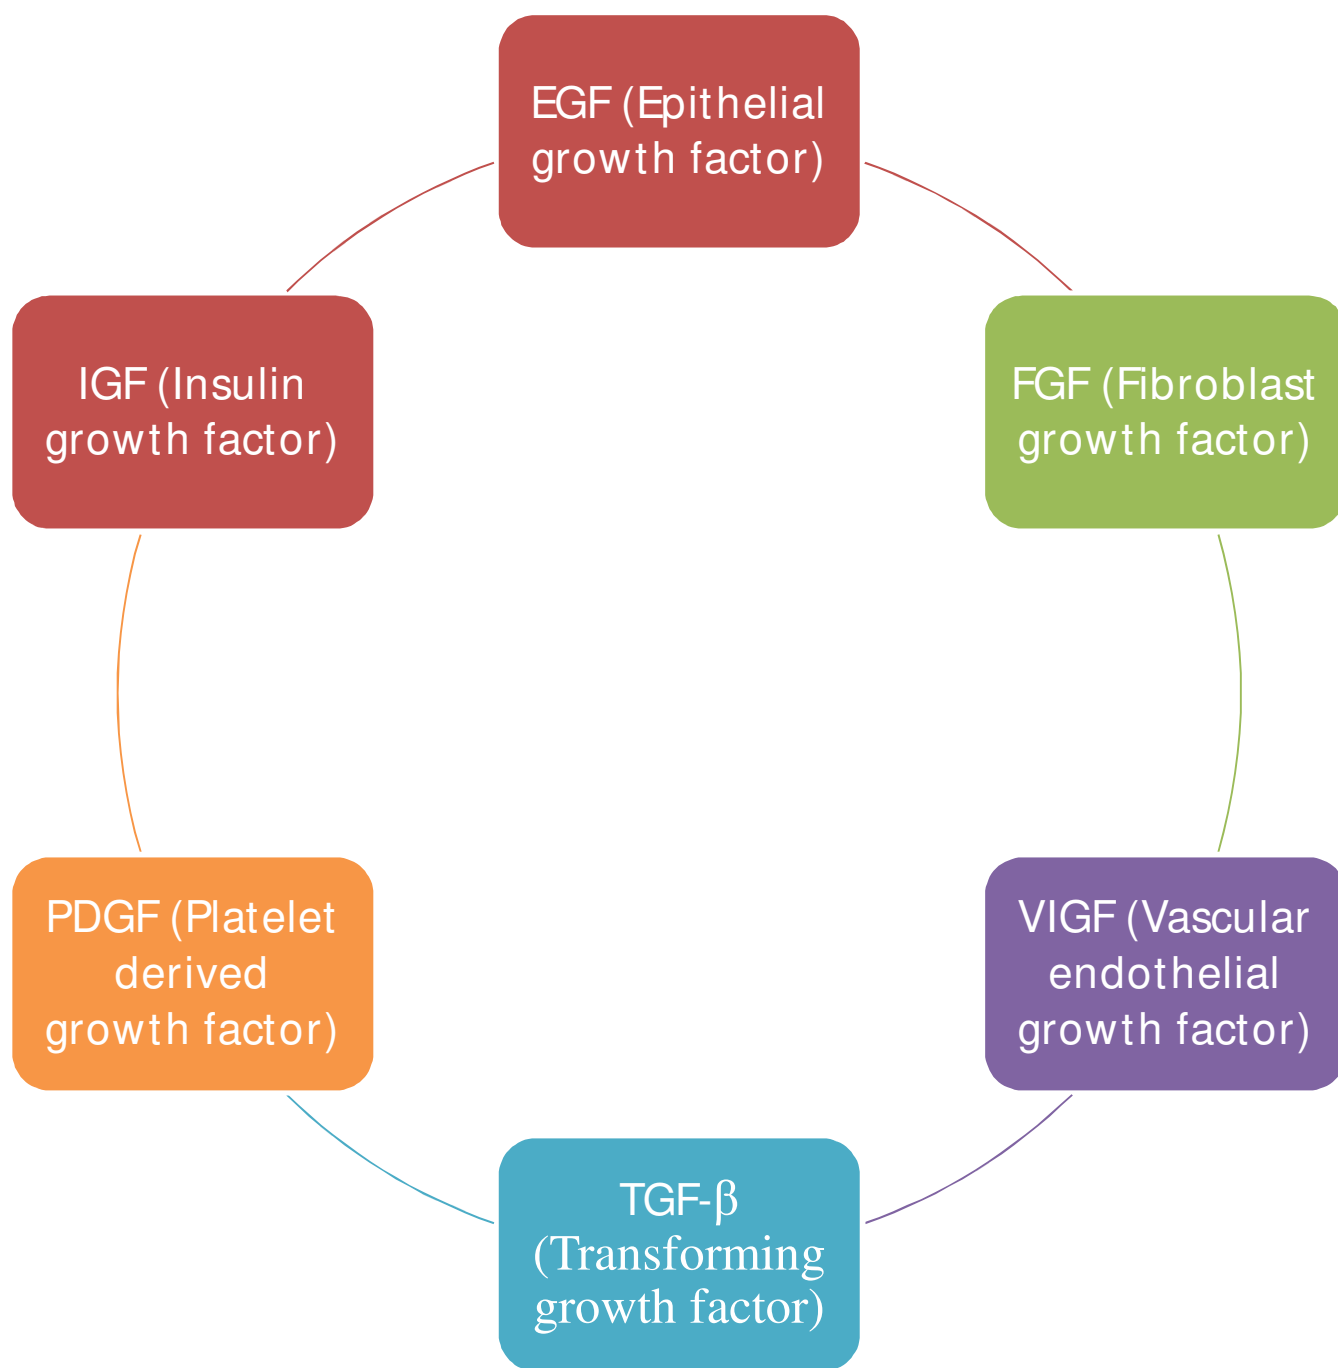 EGF (Epithelial
growth factor)
IGF (Insulin
growth factor)
FGF (Fibroblast
growth factor)
PDGF (Platelet
derived
growth factor)
VIGF (Vascular
endothelial
growth factor)
TGF-β
(Transforming
growth factor)